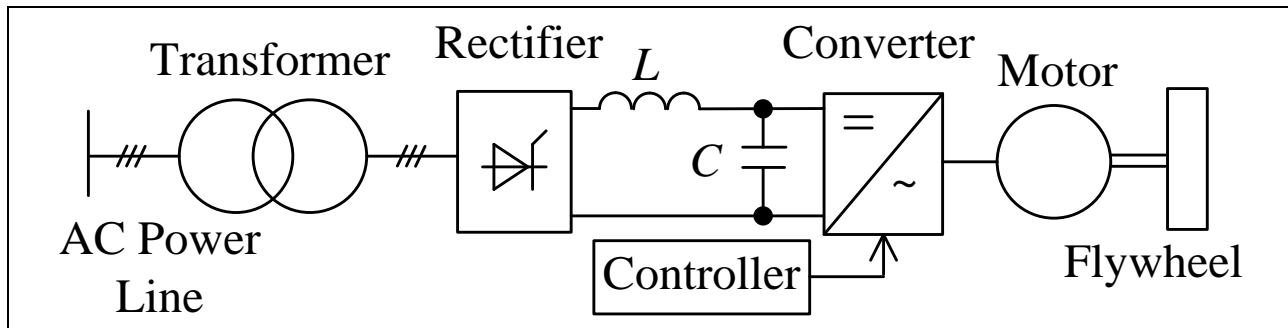 Rectifier
Converter
Transformer
L
Motor
=
C
~
AC Power
Line
Controller
Flywheel